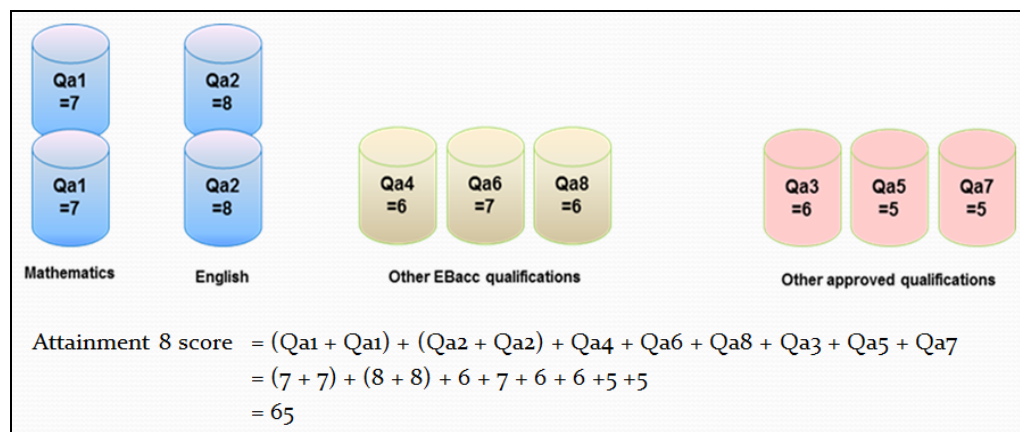 Qa1 Qa2
=7 =8
Qa1 Qa2 Qa4 Qa6 Qa8 Qa3 Qa5 Qa7
=7 =8 =6 =7 =6 =6 =5 =5
Mathematics English Other EBacc qualifications Other approved qualifications
Attainment 8 score = (Qa1 + Qa1) + (Qa2 + Qa2) + Qa4 + Qa6 + Qa8 + Qa3 + Qa5 + Qa7
= (7 + 7) + (8 + 8) + 6 + 7 + 6 + 6 +5 +5
= 65